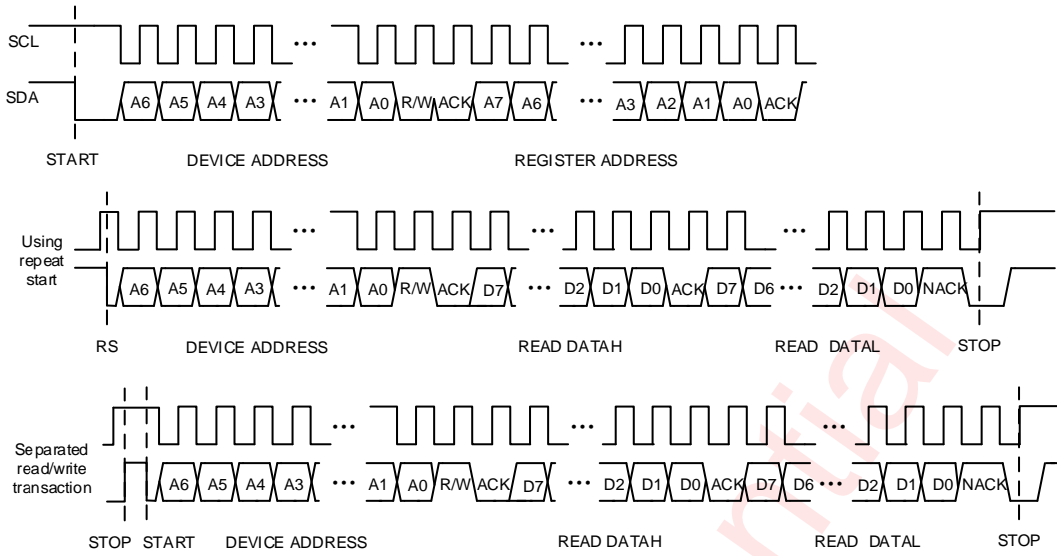 SCL
SDA
A6 A5 A4 A3 ••• A1 A0 R/W ACK A7 A6 ••• A3 A2 A1 A0 ACK
START DEVICE ADDRESS REGISTER ADDRESS
Using
repeat
start
A6 A5 A4 A3 ••• A1 A0 R/W ACK D7 ••• D2 D1 D0 ACK D7 D6 ••• D2 D1 D0 NACK
RS DEVICE ADDRESS READ DATAH READ DATAL STOP
Separated
read/write
transaction
A6 A5 A4 A3 ••• A1 A0 R/W ACK D7 ••• D2 D1 D0 ACK D7 D6 ••• D2 D1 D0 NACK
STOP START DEVICE ADDRESS READ DATAH READ DATAL STOP
ntial